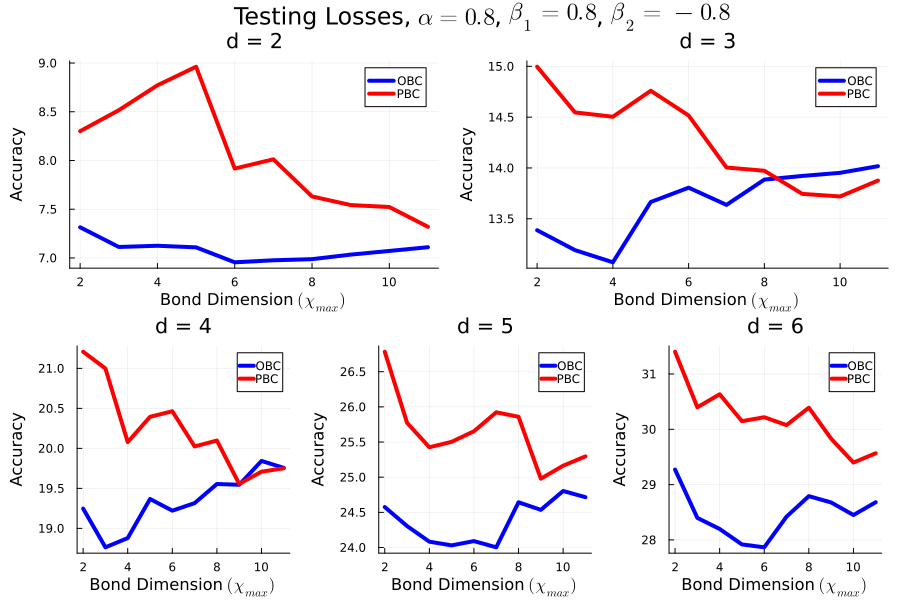 Testing Losses, α = 0.8, β₁ = 0.8, β₂ = − 0.8
d = 2
9.0
8.5
8.0
7.5
7.0
Accuracy
OBC
PBC
2 4 6 8 10
Bond Dimension (χ_max)
d = 3
15.0
14.5
14.0
13.5
Accuracy
OBC
PBC
2 4 6 8 10
Bond Dimension (χ_max)
d = 4
21.0
20.5
20.0
19.5
19.0
Accuracy
OBC
PBC
2 4 6 8 10
Bond Dimension (χ_max)
d = 5
26.5
26.0
25.5
25.0
24.5
24.0
Accuracy
OBC
PBC
2 4 6 8 10
Bond Dimension (χ_max)
d = 6
31
30
29
28
Accuracy
OBC
PBC
2 4 6 8 10
Bond Dimension (χ_max)